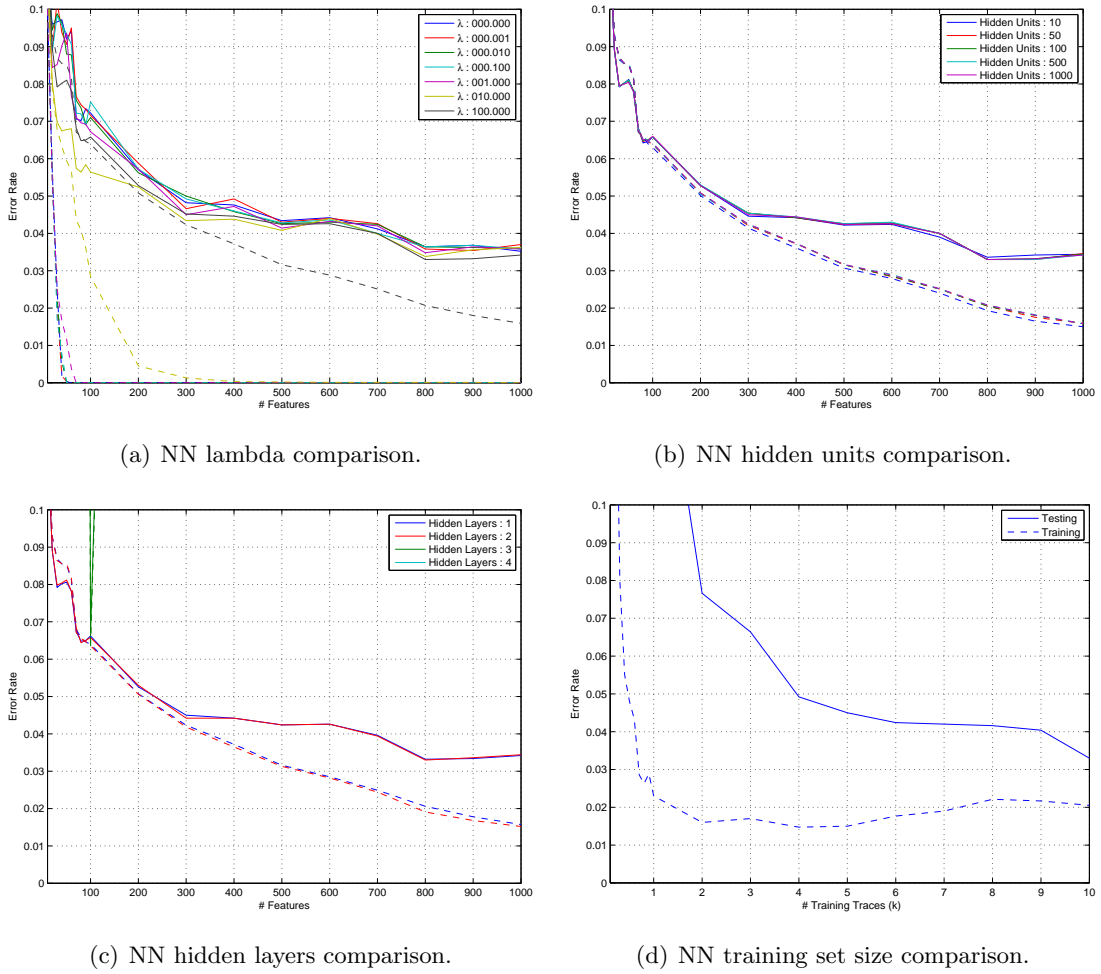 0.1
0.09
0.08
0.07
0.06
0.05
0.04
0.03
0.02
0.01
0
Error Rate
100 200 300 400 500 600 700 800 900 1000
# Features
λ : 000.000
λ : 000.001
λ : 000.010
λ : 000.100
λ : 001.000
λ : 010.000
λ : 100.000
(a) NN lambda comparison.
0.1
0.09
0.08
0.07
0.06
0.05
0.04
0.03
0.02
0.01
0
Error Rate
100 200 300 400 500 600 700 800 900 1000
# Features
Hidden Units : 10
Hidden Units : 50
Hidden Units : 100
Hidden Units : 500
Hidden Units : 1000
(b) NN hidden units comparison.
0.1
0.09
0.08
0.07
0.06
0.05
0.04
0.03
0.02
0.01
0
Error Rate
100 200 300 400 500 600 700 800 900 1000
# Features
Hidden Layers : 1
Hidden Layers : 2
Hidden Layers : 3
Hidden Layers : 4
(c) NN hidden layers comparison.
0.1
0.09
0.08
0.07
0.06
0.05
0.04
0.03
0.02
0.01
0
Error Rate
1 2 3 4 5 6 7 8 9 10
# Training Traces (k)
Testing
Training
(d) NN training set size comparison.